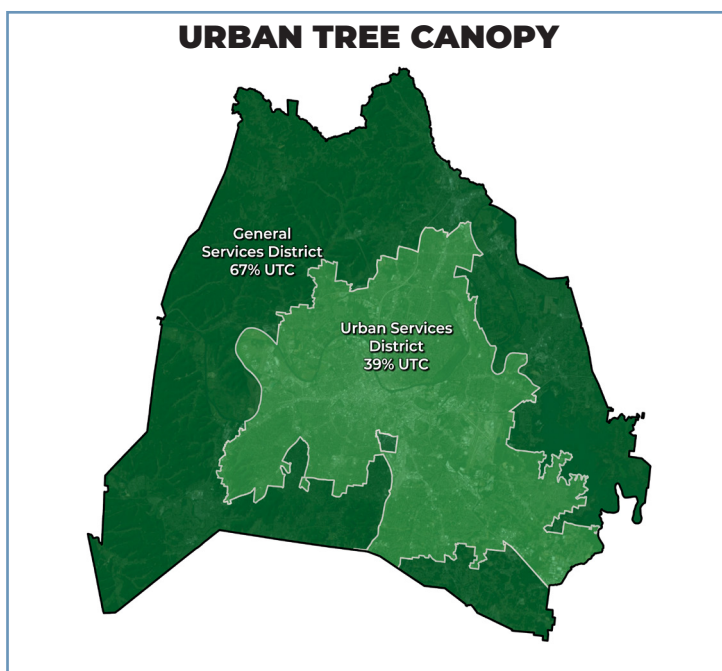 URBAN TREE CANOPY
General
Services District
67% UTC
Urban Services
District
39% UTC